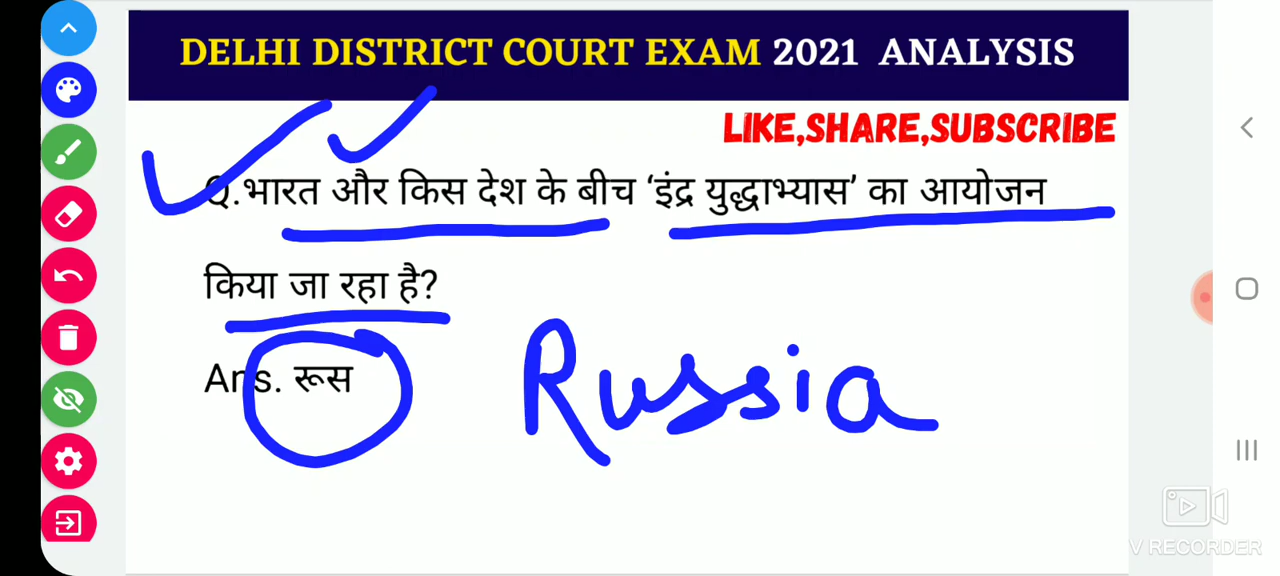 DELHI DISTRICT COURT EXAM 2021 ANALYSIS
LIKE,SHARE,SUBSCRIBE
Q.भारत और किस देश के बीच ‘इंद्र युद्धाभ्यास’ का आयोजन
किया जा रहा है?
Ans. रूस
Russia
V RECORDER